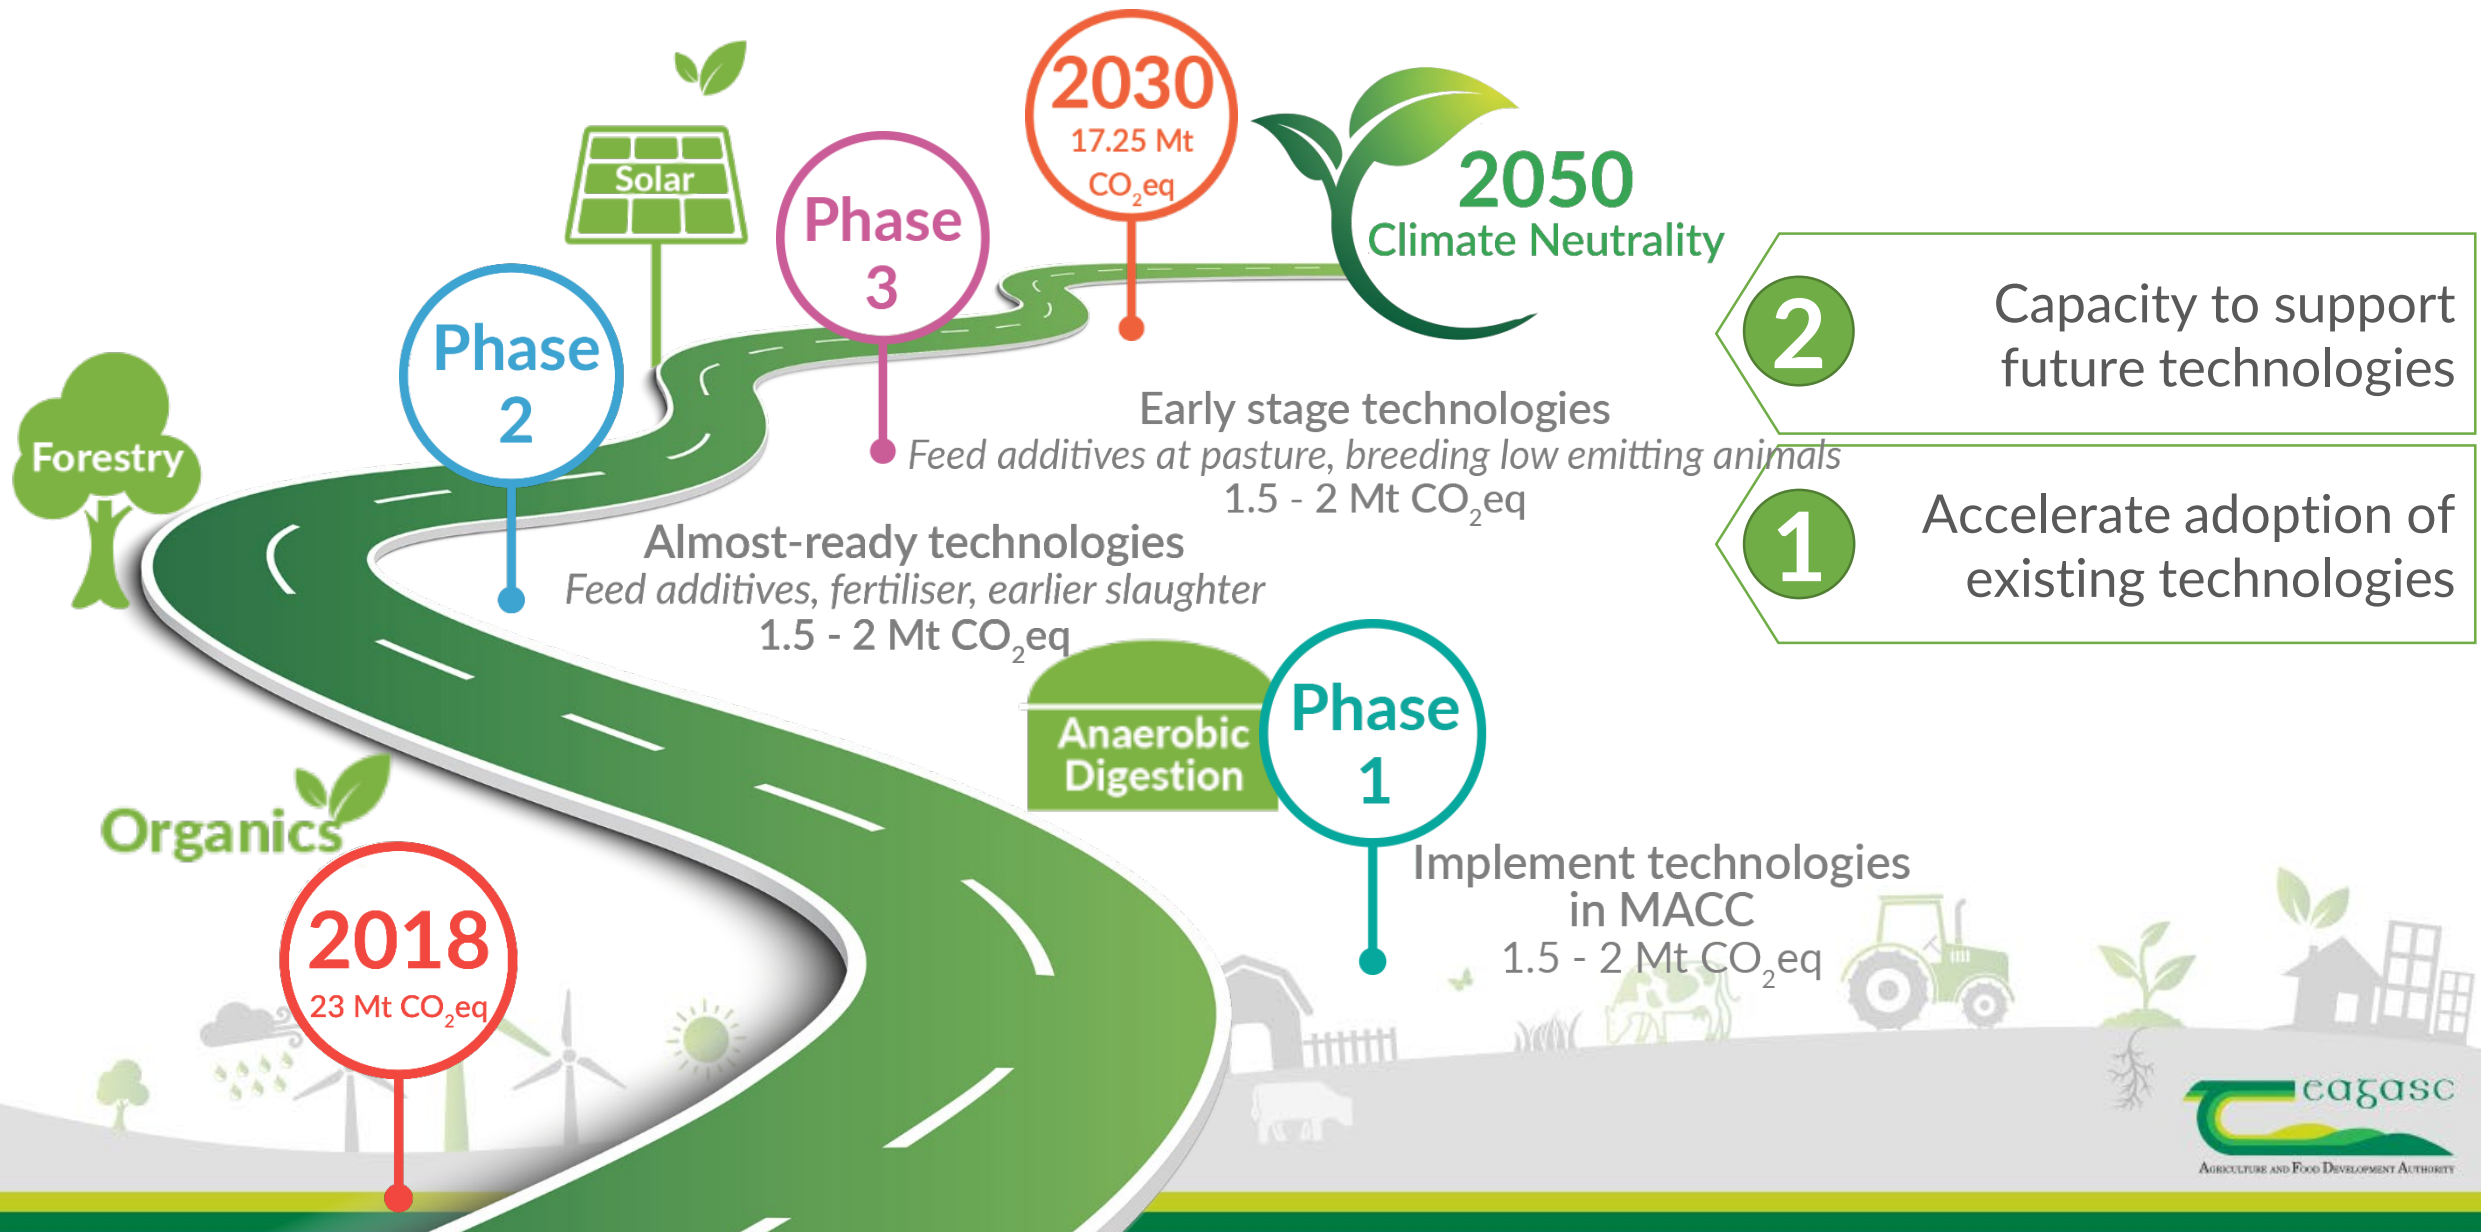 2030
17.25 Mt
CO₂eq
2050
Climate Neutrality
Solar
Phase
3
Phase
2
2
Capacity to support
future technologies
Early stage technologies
Feed additives at pasture, breeding low emitting animals
1.5 - 2 Mt CO₂eq
Forestry
1
Accelerate adoption of
existing technologies
Almost-ready technologies
Feed additives, fertiliser, earlier slaughter
1.5 - 2 Mt CO₂eq
Anaerobic
Digestion
Phase
1
Organics
Implement technologies
in MACC
1.5 - 2 Mt CO₂eq
2018
23 Mt CO₂eq
Teagasc
AGRICULTURE AND FOOD DEVELOPMENT AUTHORITY